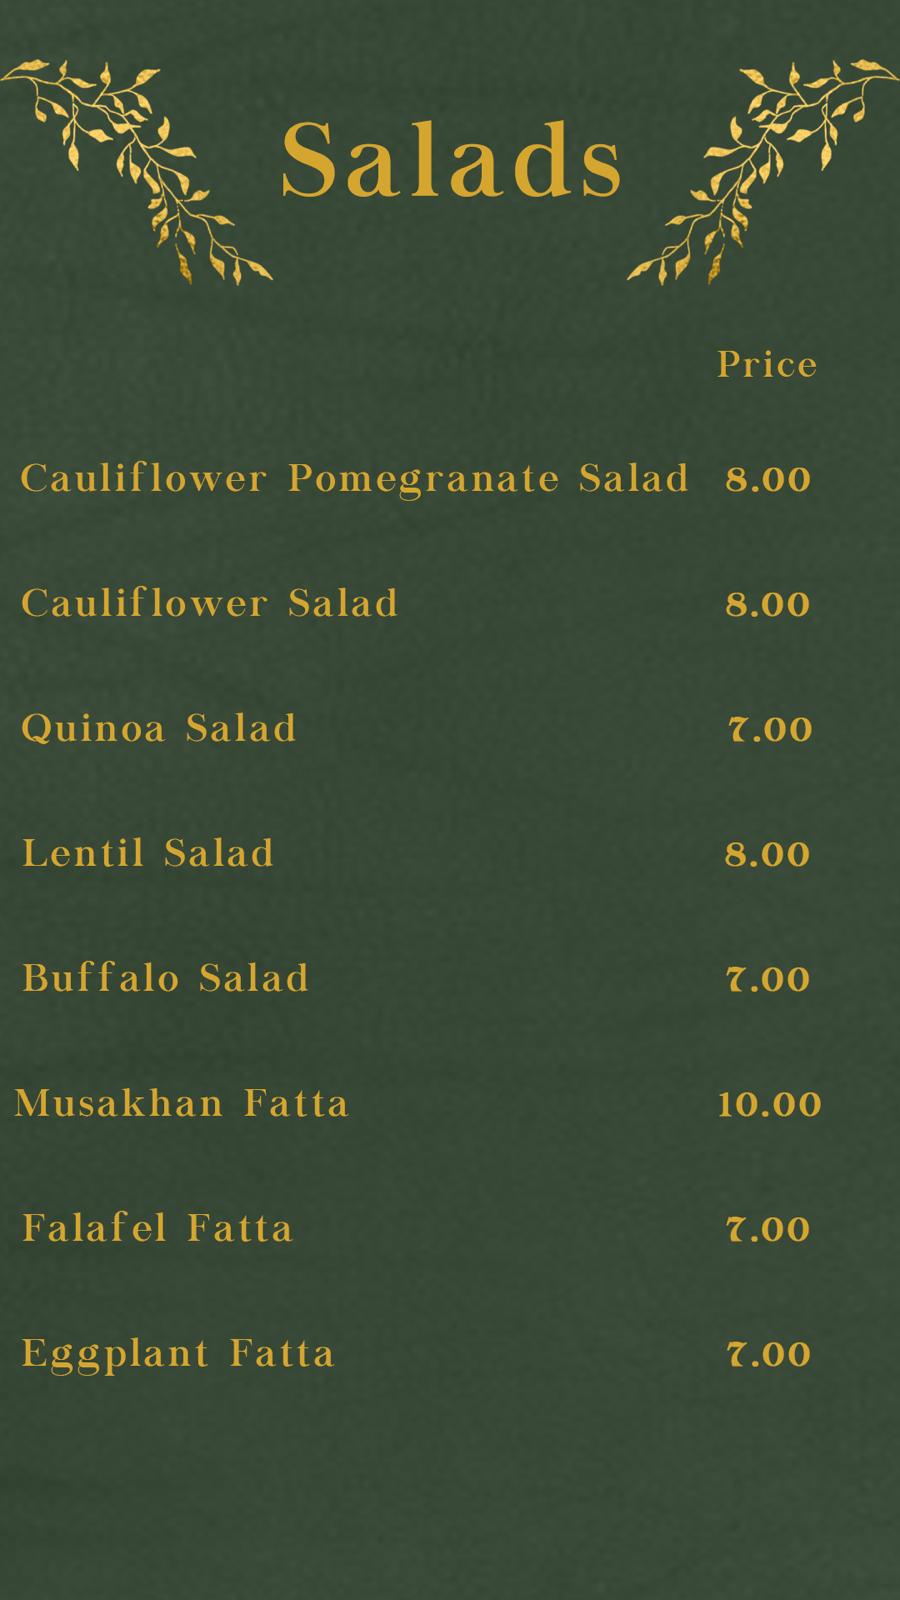 Salads
Price
Cauliflower Pomegranate Salad 8.00
Cauliflower Salad 8.00
Quinoa Salad 7.00
Lentil Salad 8.00
Buffalo Salad 7.00
Musakhan Fatta 10.00
Falafel Fatta 7.00
Eggplant Fatta 7.00